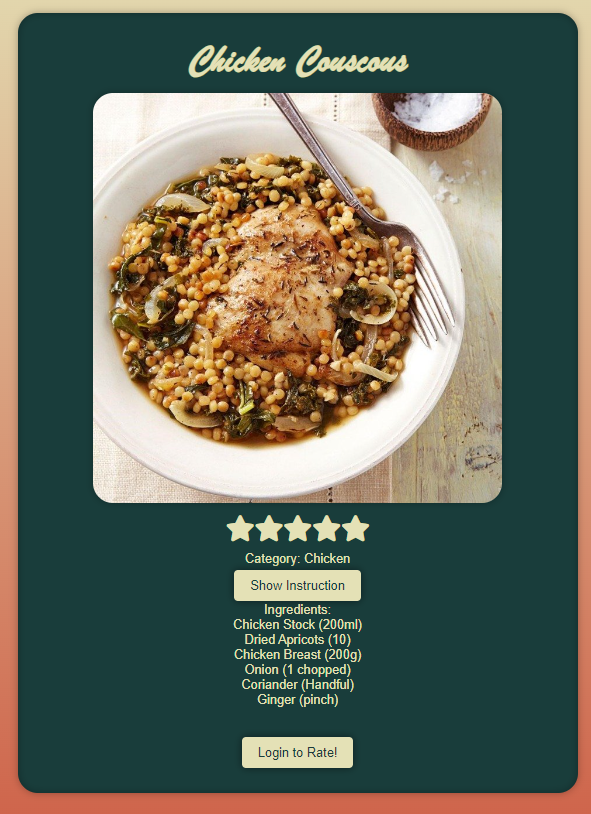 Chicken Couscous
Category: Chicken
Show Instruction
Ingredients:
Chicken Stock (200ml)
Dried Apricots (10)
Chicken Breast (200g)
Onion (1 chopped)
Coriander (Handful)
Ginger (pinch)
Login to Rate!